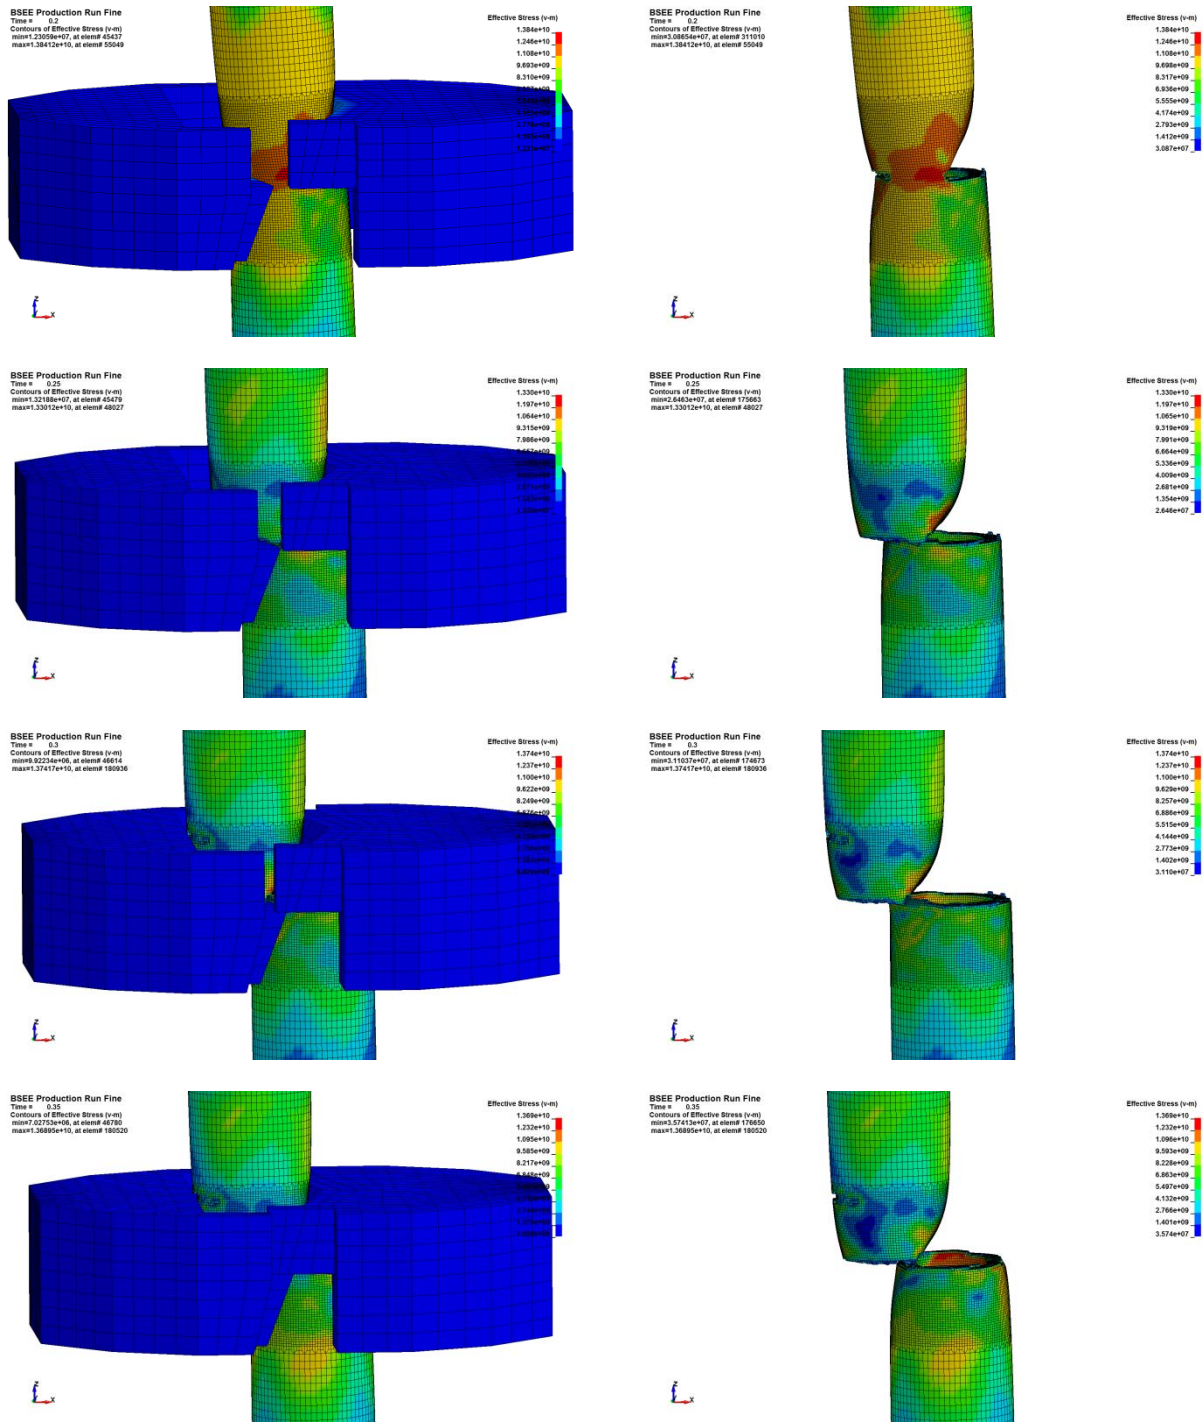 BSEE Production Run Fine
Time = 0.2
Contours of Effective Stress (v-m)
min=1.23059e+07, at elem# 45437
max=1.38412e+10, at elem# 55049
Effective Stress (v-m)
1.384e+10
1.246e+10
1.108e+10
9.693e+09
8.310e+09
BSEE Production Run Fine
Time = 0.2
Contours of Effective Stress (v-m)
min=3.08654e+07, at elem# 311010
max=1.38412e+10, at elem# 55049
Effective Stress (v-m)
1.384e+10
1.246e+10
1.108e+10
9.698e+09
8.317e+09
6.936e+09
5.555e+09
4.174e+09
2.793e+09
1.412e+09
3.087e+07
Z
X
Z
X
BSEE Production Run Fine
Time = 0.25
Contours of Effective Stress (v-m)
min=1.32188e+07, at elem# 45479
max=1.33012e+10, at elem# 48027
Effective Stress (v-m)
1.330e+10
1.197e+10
1.064e+10
9.315e+09
7.986e+09
BSEE Production Run Fine
Time = 0.25
Contours of Effective Stress (v-m)
min=2.6463e+07, at elem# 175663
max=1.33012e+10, at elem# 48027
Effective Stress (v-m)
1.330e+10
1.197e+10
1.065e+10
9.319e+09
7.991e+09
6.664e+09
5.336e+09
4.009e+09
2.681e+09
1.354e+09
2.646e+07
Z
X
Z
X
BSEE Production Run Fine
Time = 0.3
Contours of Effective Stress (v-m)
min=9.92234e+06, at elem# 46614
max=1.37417e+10, at elem# 180936
Effective Stress (v-m)
1.374e+10
1.237e+10
1.100e+10
9.622e+09
8.249e+09
BSEE Production Run Fine
Time = 0.3
Contours of Effective Stress (v-m)
min=3.11037e+07, at elem# 174673
max=1.37417e+10, at elem# 180936
Effective Stress (v-m)
1.374e+10
1.237e+10
1.100e+10
9.629e+09
8.257e+09
6.886e+09
5.515e+09
4.144e+09
2.773e+09
1.402e+09
3.110e+07
Z
X
Z
X
BSEE Production Run Fine
Time = 0.35
Contours of Effective Stress (v-m)
min=7.02753e+06, at elem# 46780
max=1.36895e+10, at elem# 180520
Effective Stress (v-m)
1.369e+10
1.232e+10
1.095e+10
9.585e+09
8.217e+09
BSEE Production Run Fine
Time = 0.35
Contours of Effective Stress (v-m)
min=3.57413e+07, at elem# 176650
max=1.36895e+10, at elem# 180520
Effective Stress (v-m)
1.369e+10
1.232e+10
1.096e+10
9.593e+09
8.228e+09
6.863e+09
5.497e+09
4.132e+09
2.766e+09
1.401e+09
3.574e+07
Z
X
Z
X